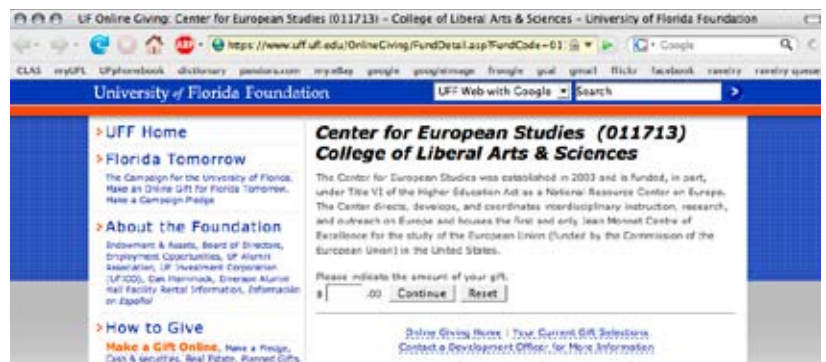 UF Online Giving: Center for European Studies (011713) - College of Liberal Arts & Sciences - University of Florida Foundation
https://www.uff.ufl.edu/OnlineGiving/FundDetail.asp?FundCode=01
Google
CLAS myUFL UFphonebook dictionary pandora.com my eBay google googleimage froogle gcal gmail flickr facebook ravelry ravelry queue
University of Florida Foundation
UFF Web with Google
Search
>UFF Home
>Florida Tomorrow
The Campaign for the University of Florida,
Make an Online Gift for Florida Tomorrow,
Make a Campaign Pledge
>About the Foundation
Endowment & Assets, Board of Directors,
Employment Opportunities, UF Alumni
Association, UF Investment Corporation
(UFICO), Can Hammock, Emerson Alumni
Hall Facility Rental Information, Información
en Español
>How to Give
Make a Gift Online, Make a Pledge,
Cash & Securities, Real Estate, Planned Gifts,
Center for European Studies (011713)
College of Liberal Arts & Sciences
The Center for European Studies was established in 2003 and is funded, in part,
under Title VI of the Higher Education Act as a National Resource Center on Europe.
The Center directs, develops, and coordinates interdisciplinary instruction, research,
and outreach on Europe and houses the first and only Jean Monnet Centre of
Excellence for the study of the European Union (funded by the Commission of the
European Union) in the United States.
Please indicate the amount of your gift.
$ .00 Continue Reset
Online Giving Home | Your Current Gift Selections
Contact a Development Officer for More Information